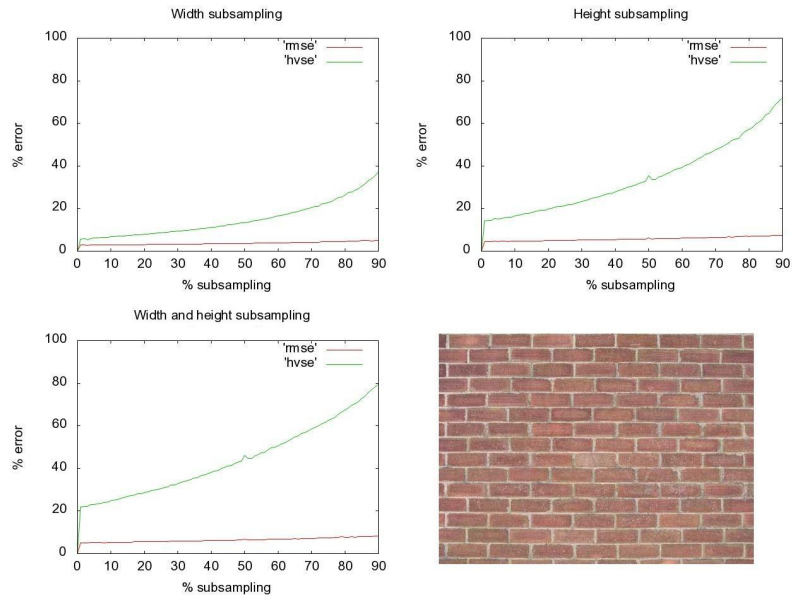 Width subsampling
100
80
60
40
20
0
% error
'rmse'
'hvse'
0 10 20 30 40 50 60 70 80 90
% subsampling
Height subsampling
100
80
60
40
20
0
% error
'rmse'
'hvse'
0 10 20 30 40 50 60 70 80 90
% subsampling
Width and height subsampling
100
80
60
40
20
0
% error
'rmse'
'hvse'
0 10 20 30 40 50 60 70 80 90
% subsampling